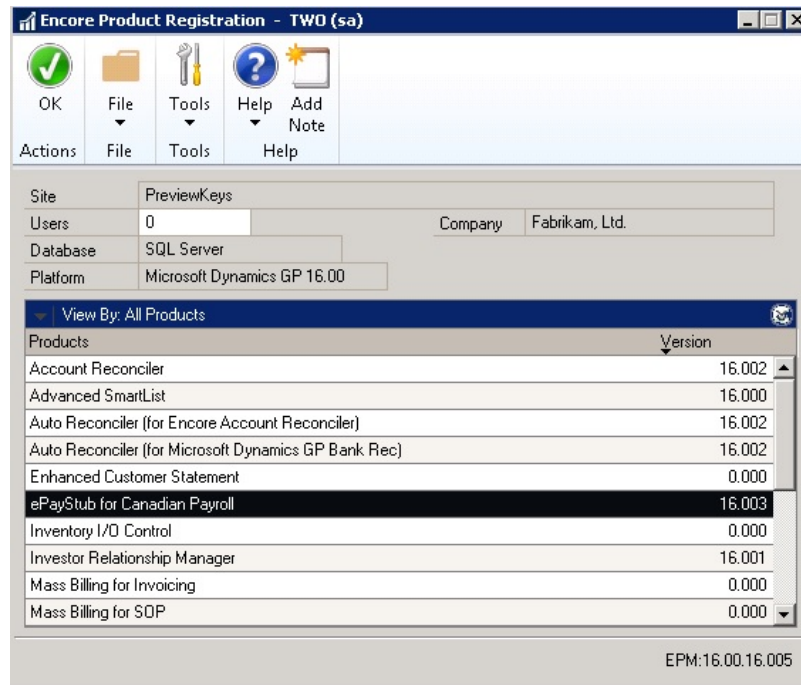 Encore Product Registration - TWO (sa)
OK File Tools Help Add Note
Actions File Tools Help
Site PreviewKeys
Users 0 Company Fabrikam, Ltd.
Database SQL Server
Platform Microsoft Dynamics GP 16.00
View By: All Products
Products Version
Account Reconciler 16.002
Advanced SmartList 16.000
Auto Reconciler (for Encore Account Reconciler) 16.002
Auto Reconciler (for Microsoft Dynamics GP Bank Rec) 16.002
Enhanced Customer Statement 0.000
ePayStub for Canadian Payroll 16.003
Inventory I/O Control 0.000
Investor Relationship Manager 16.001
Mass Billing for Invoicing 0.000
Mass Billing for SOP 0.000
EPM:16.00.16.005